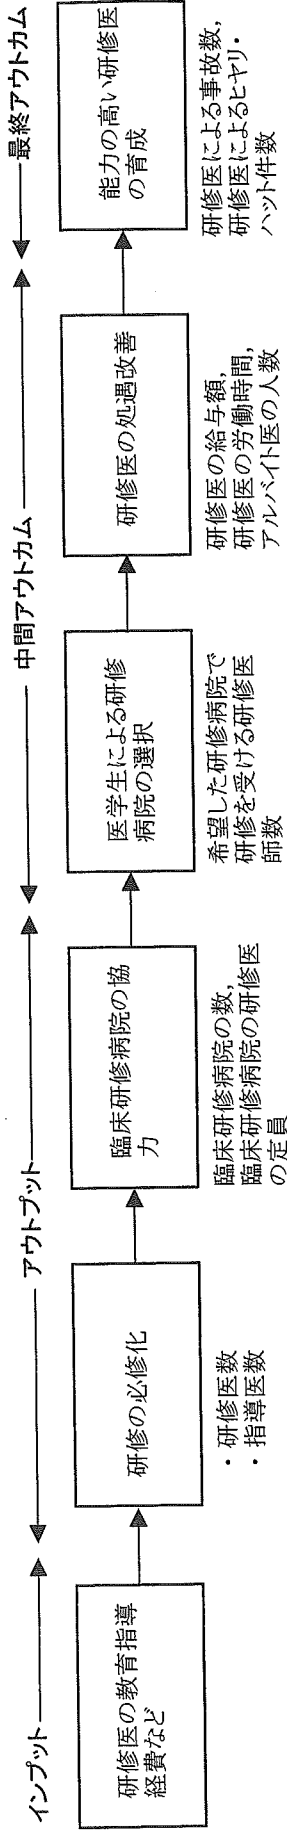 インプット
アウトプット
中間アウトカム
最終アウトカム
研修医の教育指導
経費など
研修の必修化
・研修医数
・指導医数
臨床研修病院の協
力
臨床研修病院の数,
臨床研修病院の研修医
の定員
医学生による研修
病院の選択
希望した研修病院で
研修を受ける研修医
師数
研修医の処遇改善
研修医の給与額,
研修医の労働時間,
アルバイト医の人数
能力の高い研修医
の育成
研修医による事故数,
研修医によるヒヤリ・
ハット件数